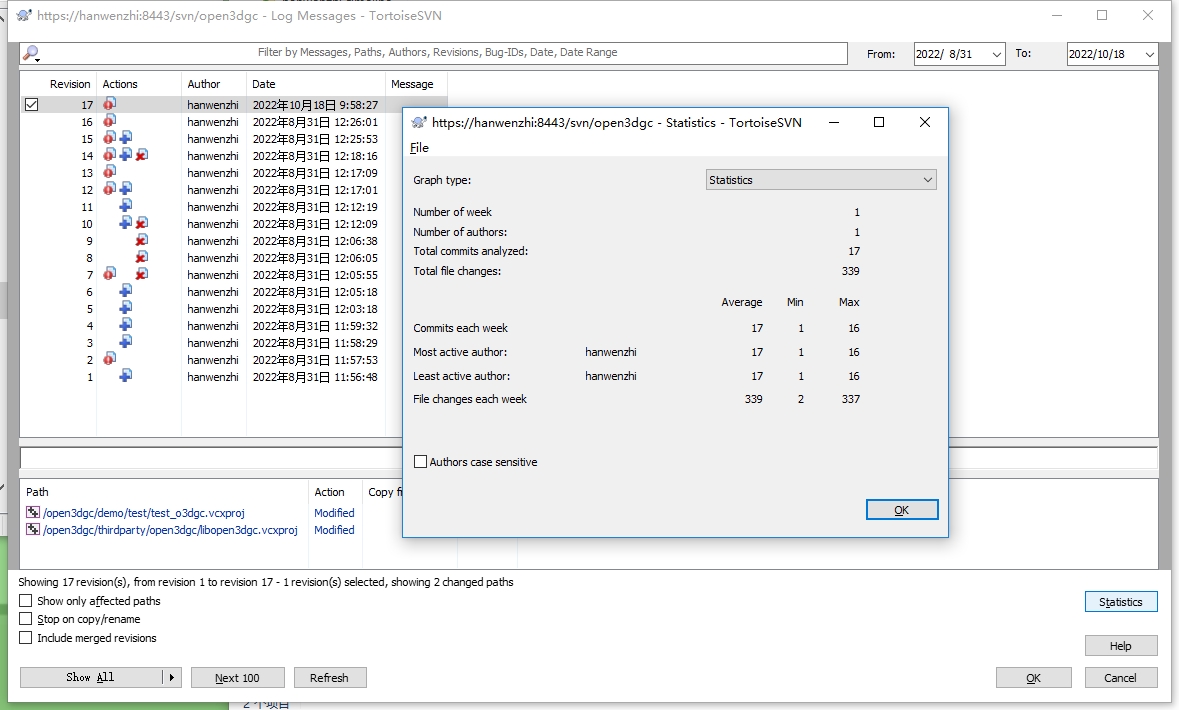 https://hanwenzhi:8443/svn/open3dgc - Log Messages - TortoiseSVN
Filter by Messages, Paths, Authors, Revisions, Bug-IDs, Date, Date Range
From: 2022/ 8/31 To: 2022/10/18
Revision Actions Author Date Message
17 hanwenzhi 2022年10月18日 9:58:27
16 hanwenzhi 2022年8月31日 12:26:01
15 hanwenzhi 2022年8月31日 12:25:53
14 hanwenzhi 2022年8月31日 12:18:16
13 hanwenzhi 2022年8月31日 12:17:09
12 hanwenzhi 2022年8月31日 12:17:01
11 hanwenzhi 2022年8月31日 12:12:19
10 hanwenzhi 2022年8月31日 12:12:09
9 hanwenzhi 2022年8月31日 12:06:38
8 hanwenzhi 2022年8月31日 12:06:05
7 hanwenzhi 2022年8月31日 12:05:55
6 hanwenzhi 2022年8月31日 12:05:18
5 hanwenzhi 2022年8月31日 12:03:18
4 hanwenzhi 2022年8月31日 11:59:32
3 hanwenzhi 2022年8月31日 11:58:29
2 hanwenzhi 2022年8月31日 11:57:53
1 hanwenzhi 2022年8月31日 11:56:48
https://hanwenzhi:8443/svn/open3dgc - Statistics - TortoiseSVN
File
Graph type: Statistics
Number of week 1
Number of authors: 1
Total commits analyzed: 17
Total file changes: 339
Average Min Max
Commits each week 17 1 16
Most active author: hanwenzhi 17 1 16
Least active author: hanwenzhi 17 1 16
File changes each week 339 2 337
Authors case sensitive
OK
Path Action Copy
/open3dgc/demo/test/test_o3dgc.vcxproj Modified
/open3dgc/thirdparty/open3dgc/libopen3dgc.vcxproj Modified
Showing 17 revision(s), from revision 1 to revision 17 - 1 revision(s) selected, showing 2 changed paths
Show only affected paths
Stop on copy/rename
Include merged revisions
Statistics
Help
Show All Next 100 Refresh OK Cancel
2 个项目